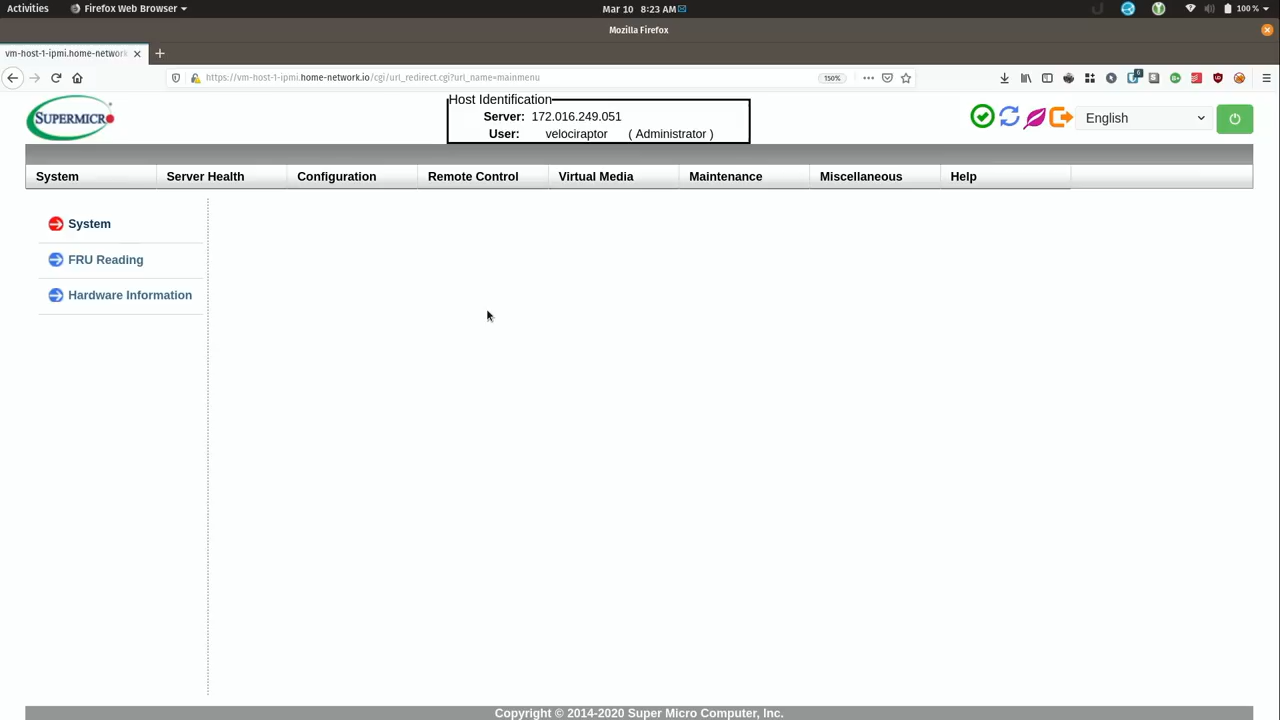 Activities Firefox Web Browser Mar 10 8:23 AM 100 %
Mozilla Firefox
vm-host-1-ipmi.home-network
https://vm-host-1-ipmi.home-network.io/cgi/url_redirect.cgi?url_name=mainmenu 150%
SUPERMICRO
Host Identification
Server: 172.016.249.051
User: velociraptor ( Administrator )
English
System Server Health Configuration Remote Control Virtual Media Maintenance Miscellaneous Help
System
FRU Reading
Hardware Information
Copyright © 2014-2020 Super Micro Computer, Inc.